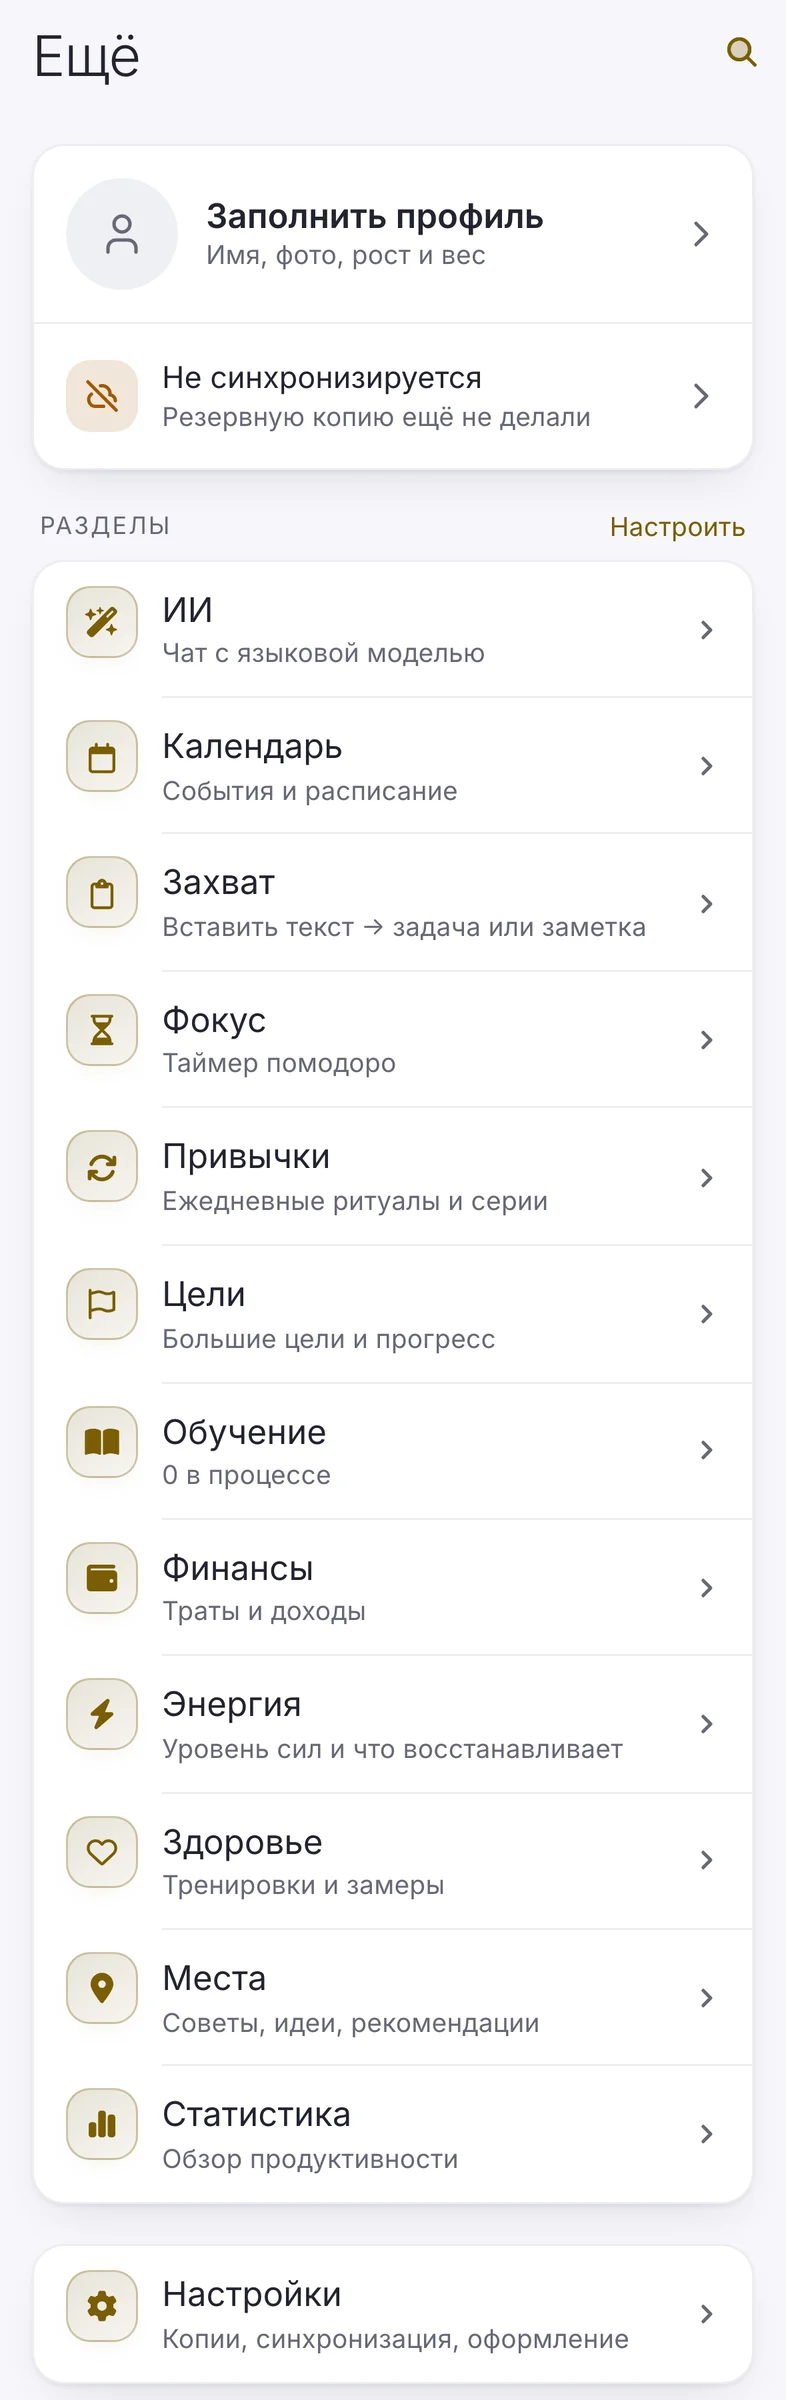 Ещё
Заполнить профиль
Имя, фото, рост и вес
Не синхронизируется
Резервную копию ещё не делали
РАЗДЕЛЫ
Настроить
ИИ
Чат с языковой моделью
Календарь
События и расписание
Захват
Вставить текст → задача или заметка
Фокус
Таймер помодоро
Привычки
Ежедневные ритуалы и серии
Цели
Большие цели и прогресс
Обучение
0 в процессе
Финансы
Траты и доходы
Энергия
Уровень сил и что восстанавливает
Здоровье
Тренировки и замеры
Места
Советы, идеи, рекомендации
Статистика
Обзор продуктивности
Настройки
Копии, синхронизация, оформление